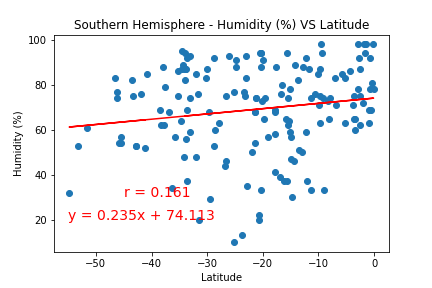 Southern Hemisphere - Humidity (%) VS Latitude
100
80
60
40
20
Humidity (%)
r = 0.161
y = 0.235x + 74.113
−50
−40
−30
−20
−10
0
Latitude